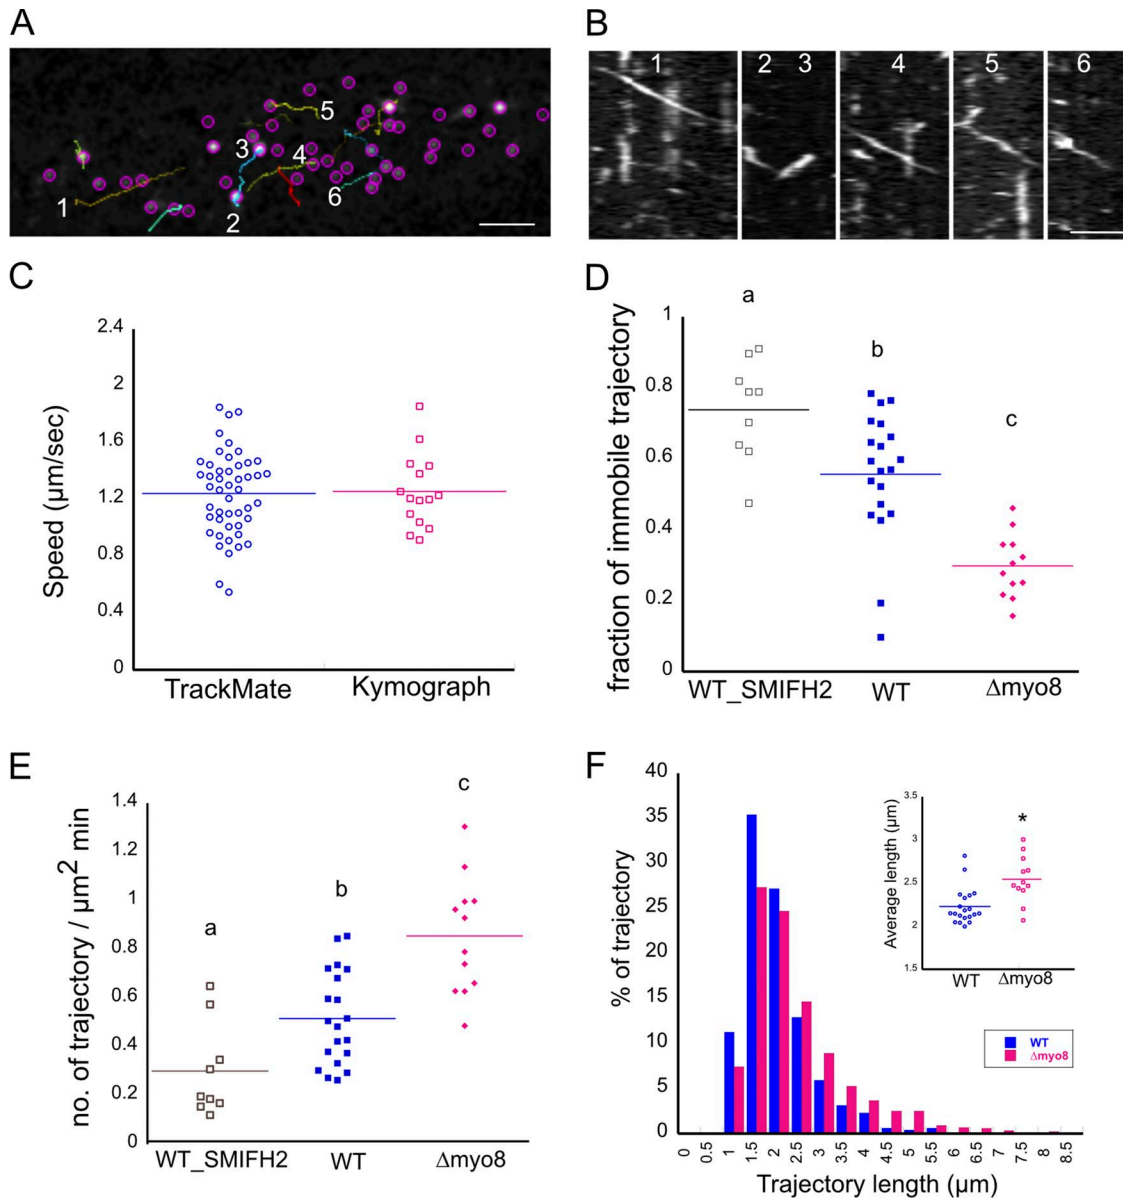 A
1
2
3
4
5
6
B
1
2 3
4
5
6
C
Speed (µm/sec)
2.4
2
1.6
1.2
0.8
0.4
0
TrackMate
Kymograph
D
fraction of immobile trajectory
1
0.8
0.6
0.4
0.2
0
a
b
c
WT_SMIFH2
WT
Δmyo8
E
no. of trajectory / µm² min
1.4
1.2
1
0.8
0.6
0.4
0.2
0
a
b
c
WT_SMIFH2
WT
Δmyo8
F
% of trajectory
40
35
30
25
20
15
10
5
0
0 0.5 1 1.5 2 2.5 3 3.5 4 4.5 5 5.5 6 6.5 7 7.5 8 8.5
Trajectory length (µm)
Average length (µm)
3.5
3
2.5
2
1.5
*
WT
Δmyo8
WT
Δmyo8